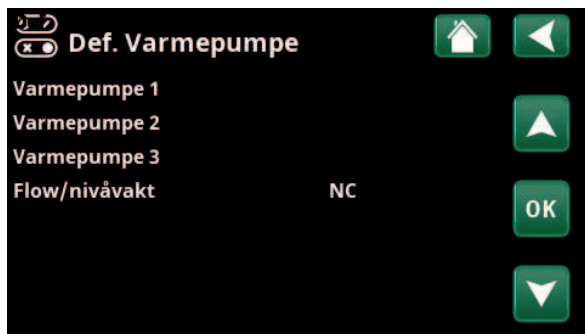 Def. Varmepumpe
Varmepumpe 1
Varmepumpe 2
Varmepumpe 3
Flow/nivåvakt NC
OK